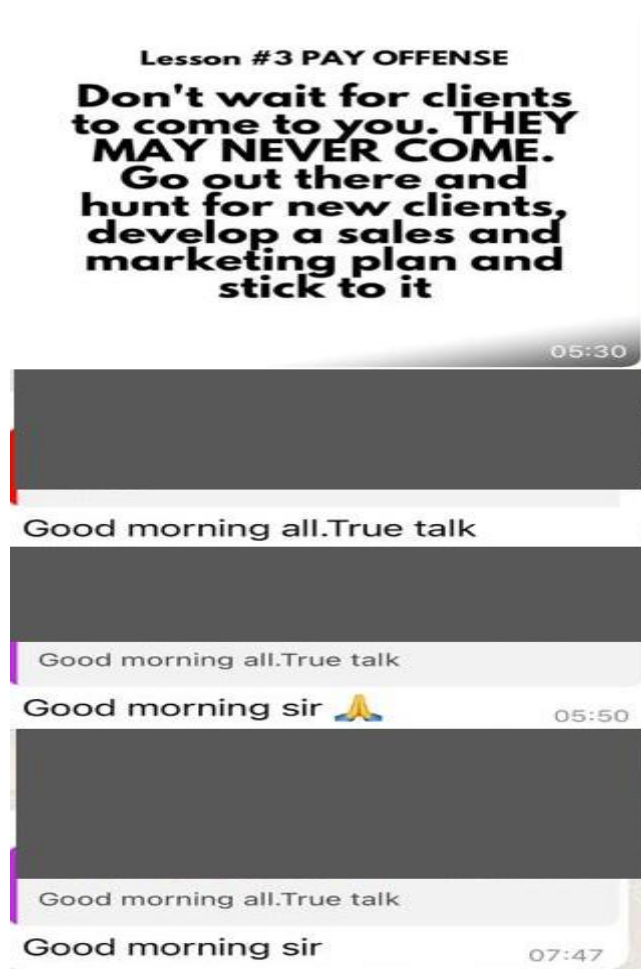 Lesson #3 PAY OFFENSE
Don't wait for clients
to come to you. THEY
MAY NEVER COME.
Go out there and
hunt for new clients,
develop a sales and
marketing plan and
stick to it
05:30
Good morning all.True talk
Good morning all.True talk
Good morning sir 🙏
05:50
Good morning all.True talk
Good morning sir
07:47